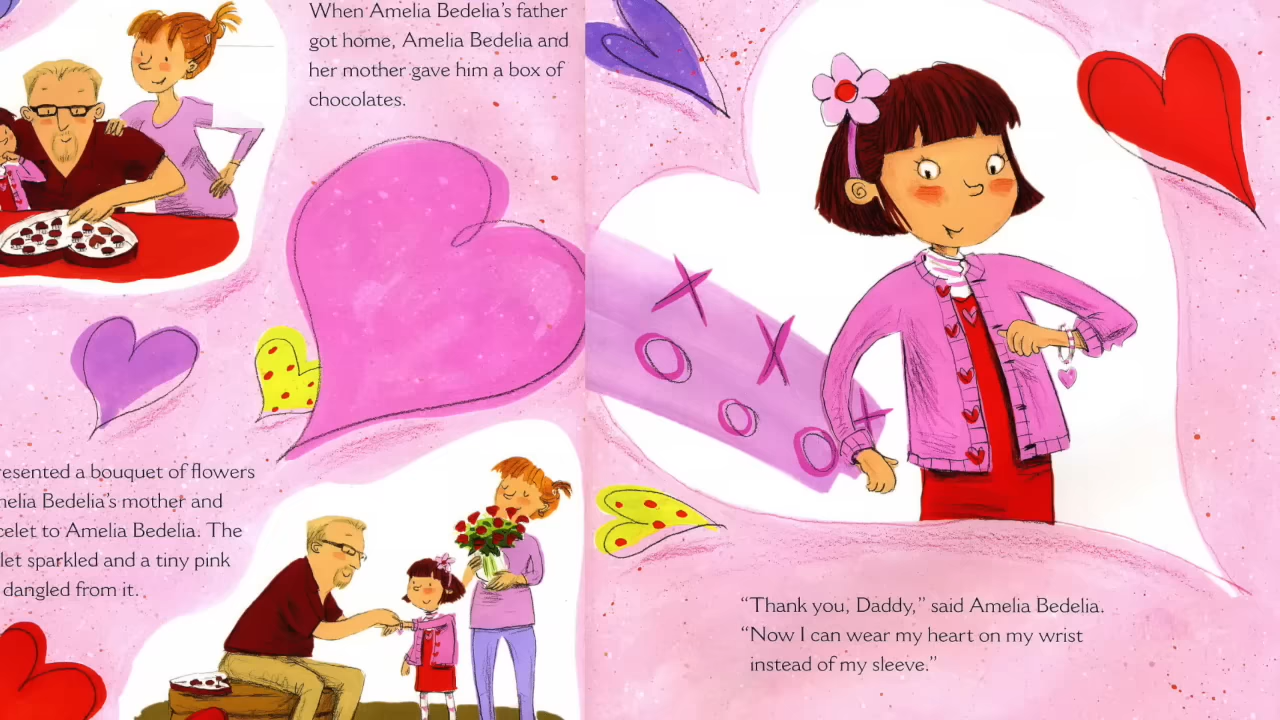 When Amelia Bedelia's father
got home, Amelia Bedelia and
her mother gave him a box of
chocolates.
resented a bouquet of flowers
melia Bedelia's mother and
celet to Amelia Bedelia. The
let sparkled and a tiny pink
dangled from it.
“Thank you, Daddy,” said Amelia Bedelia.
“Now I can wear my heart on my wrist
instead of my sleeve.”